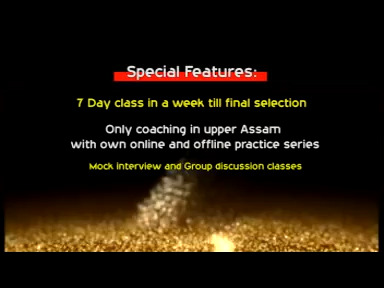 Special Features:
7 Day class in a week till final selection
Only coaching in upper Assam
with own online and offline practice series
Mock interview and Group discussion classes